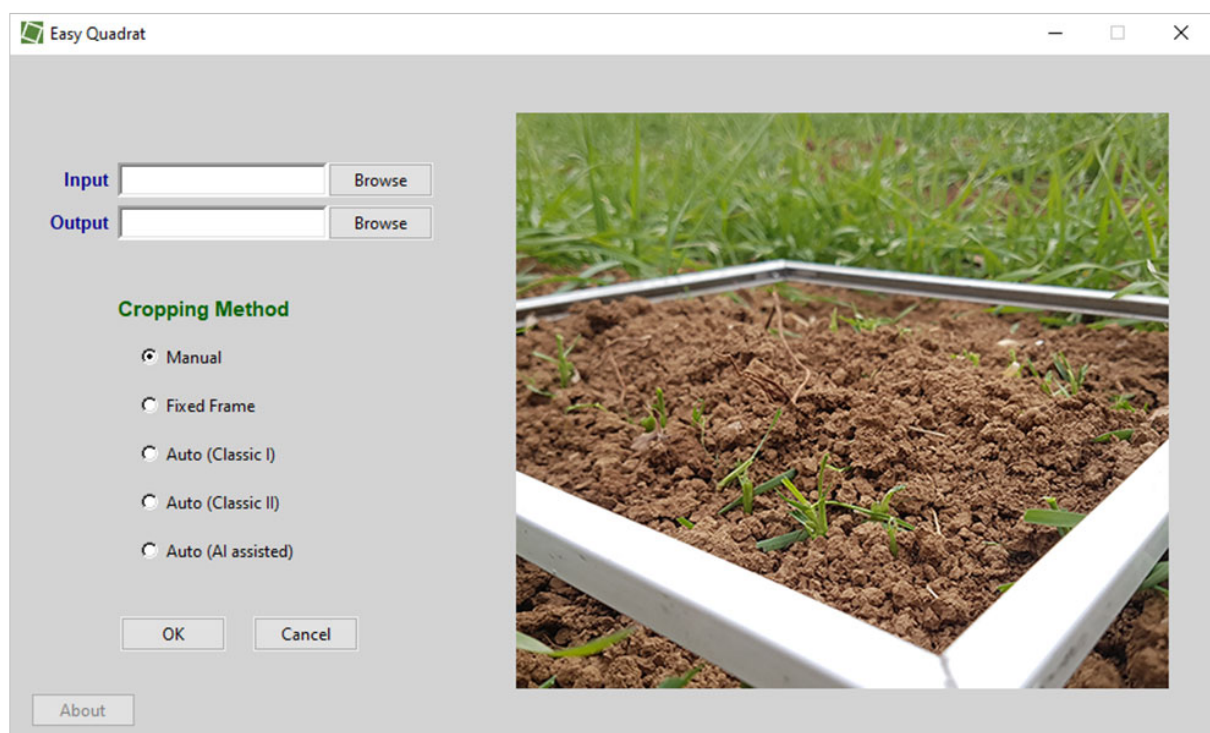 Easy Quadrat
Input Browse
Output Browse
Cropping Method
Manual
Fixed Frame
Auto (Classic I)
Auto (Classic II)
Auto (AI assisted)
OK Cancel
About